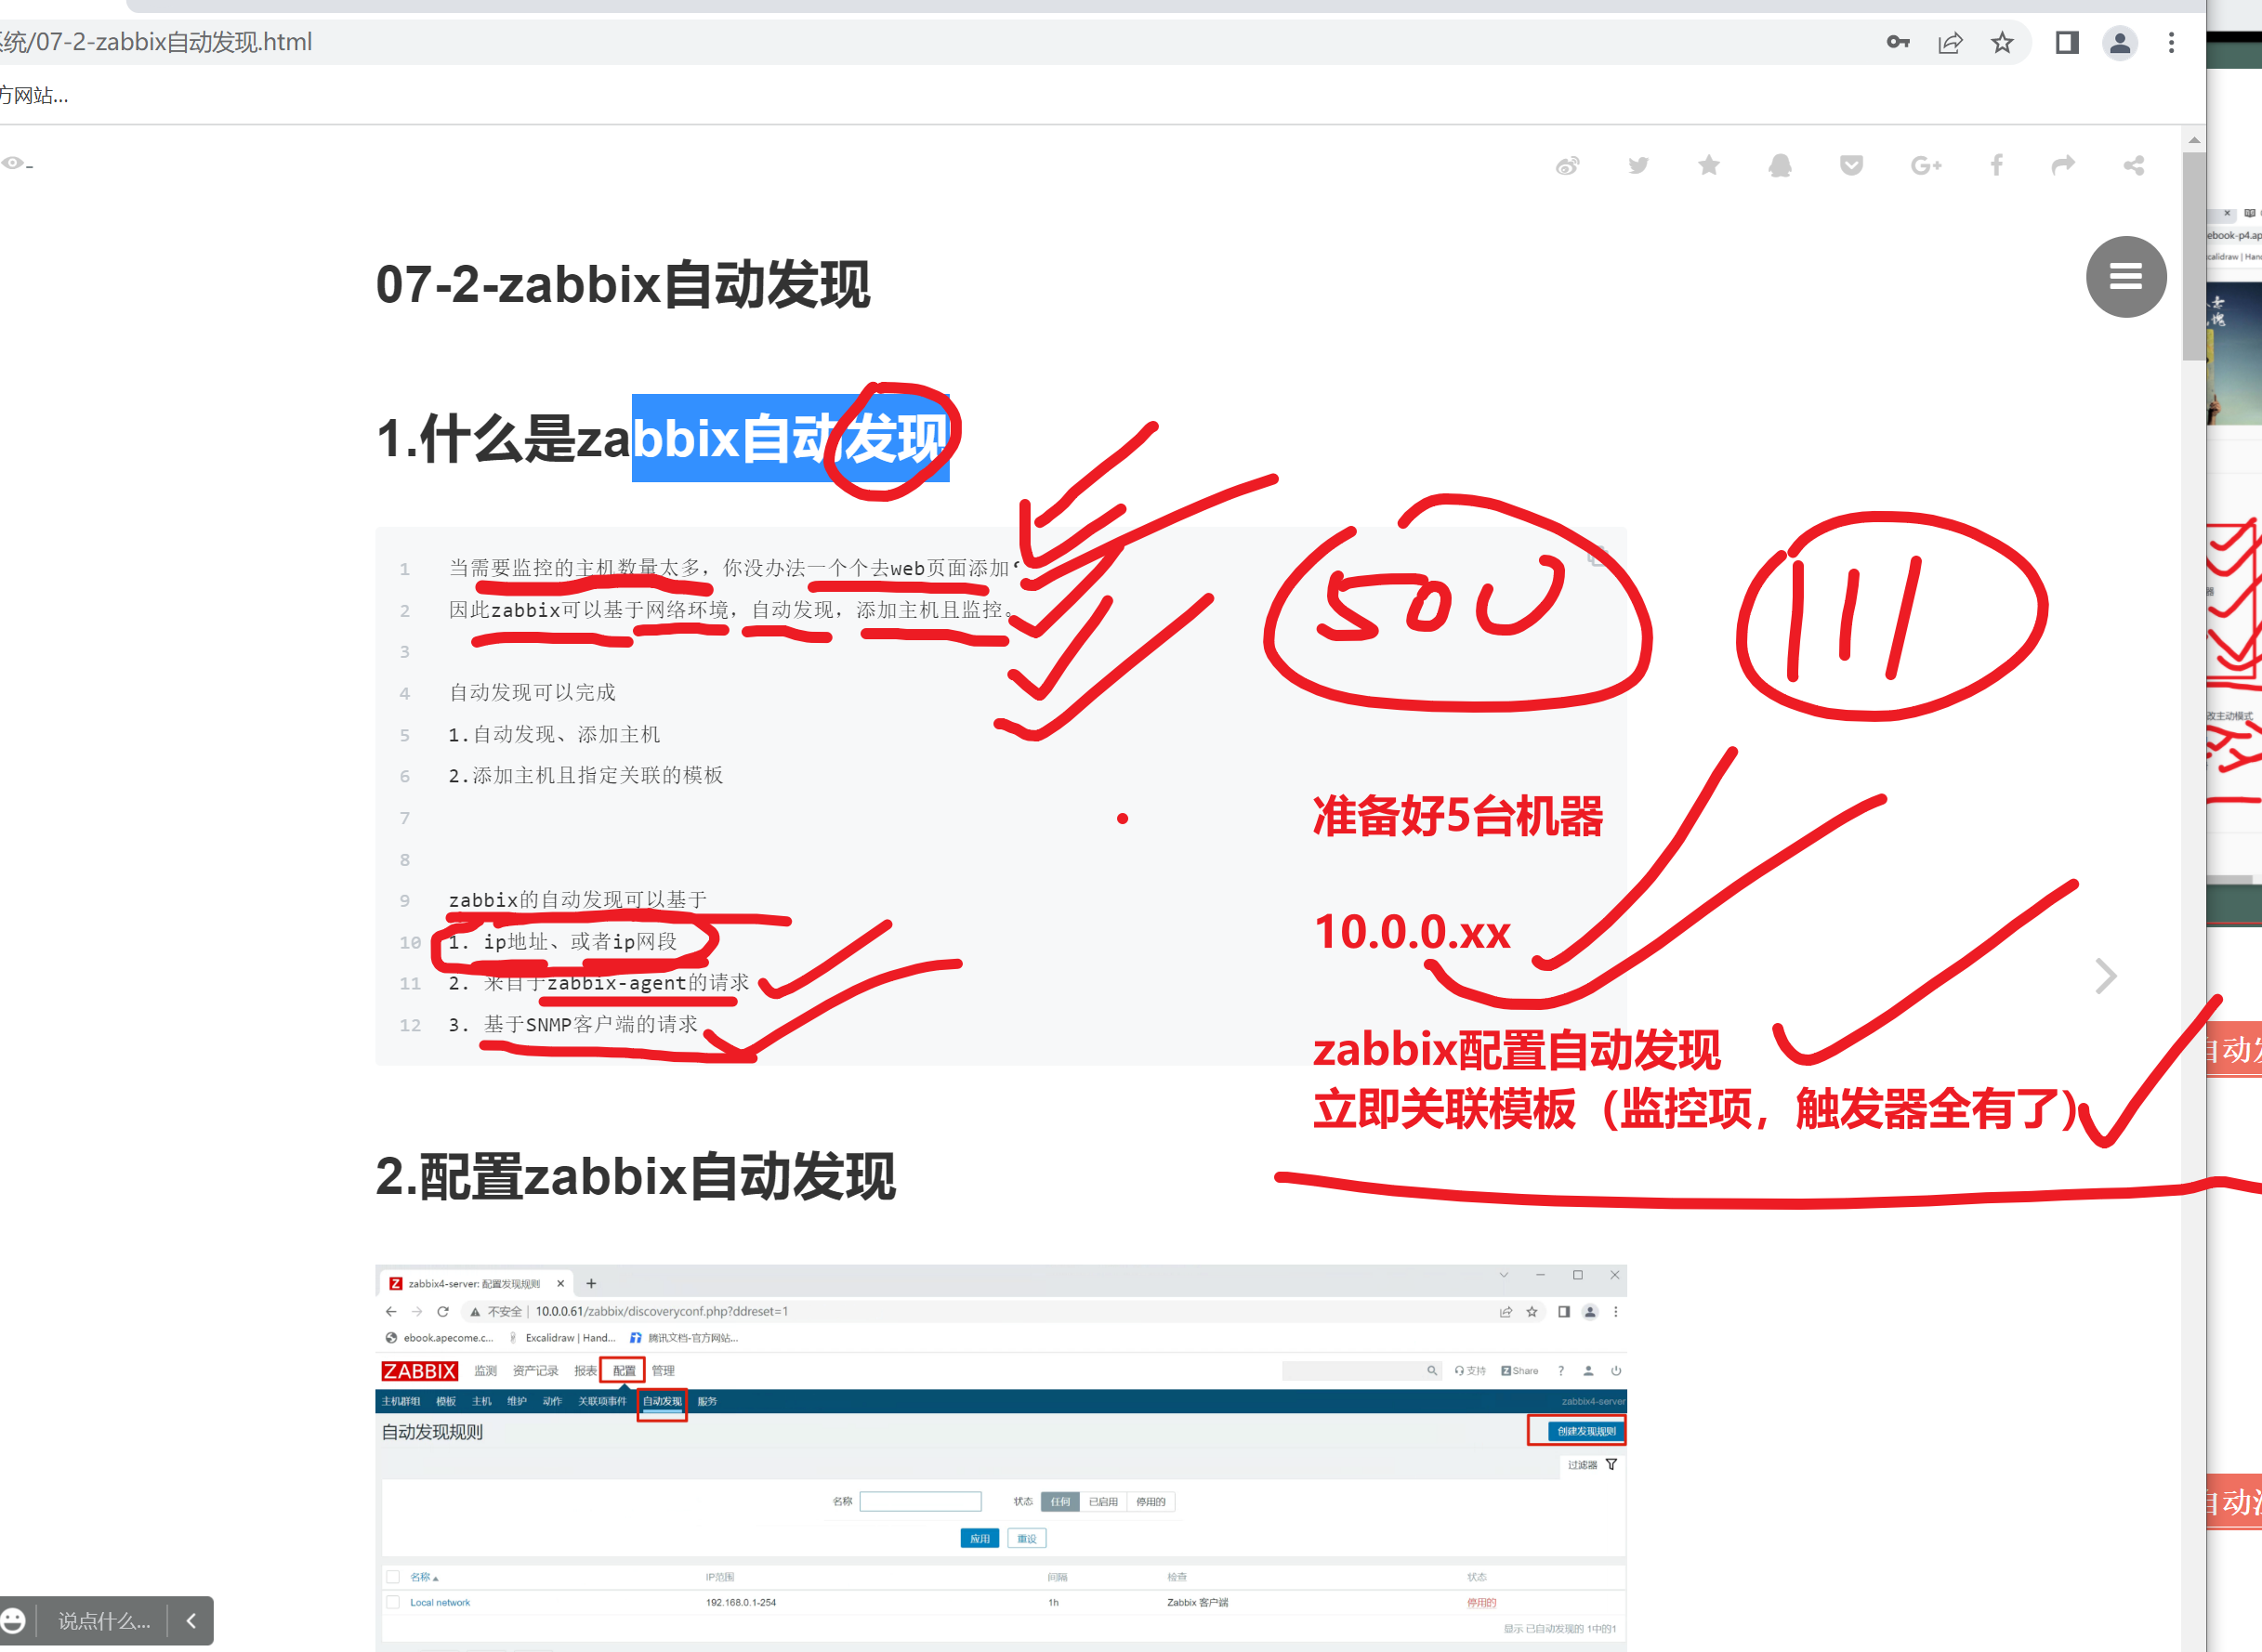 统/07-2-zabbix自动发现.html
方网站...
07-2-zabbix自动发现
1.什么是zabbix自动发现
1 当需要监控的主机数量太多，你没办法一个个去web页面添加
2 因此zabbix可以基于网络环境，自动发现，添加主机且监控。
3
4 自动发现可以完成
5 1.自动发现、添加主机
6 2.添加主机且指定关联的模板
7
8
9 zabbix的自动发现可以基于
10 1. ip地址、或者ip网段
11 2. 来自于zabbix-agent的请求
12 3. 基于SNMP客户端的请求
500
111
准备好5台机器
10.0.0.xx
zabbix配置自动发现
立即关联模板（监控项，触发器全有了）
2.配置zabbix自动发现
zabbix4-server: 配置发现规则
不安全 | 10.0.0.61/zabbix/discoveryconf.php?ddreset=1
ebook.apecome.c... Excalidraw | Hand... 腾讯文档-官方网站...
ZABBIX 监测 资产记录 报表 配置 管理 支持 Share ?
主机群组 模板 主机 维护 动作 关联项事件 自动发现 服务 zabbix4-server
自动发现规则 创建发现规则
过滤器
名称 状态 任何 已启用 停用的
应用 重设
名称 IP范围 间隔 检查 状态
Local network 192.168.0.1-254 1h Zabbix 客户端 停用的
显示 已自动发现的 1中的1
说点什么...
ebook-p4.ap
calidraw | Han
改主动模式
自动发
自动